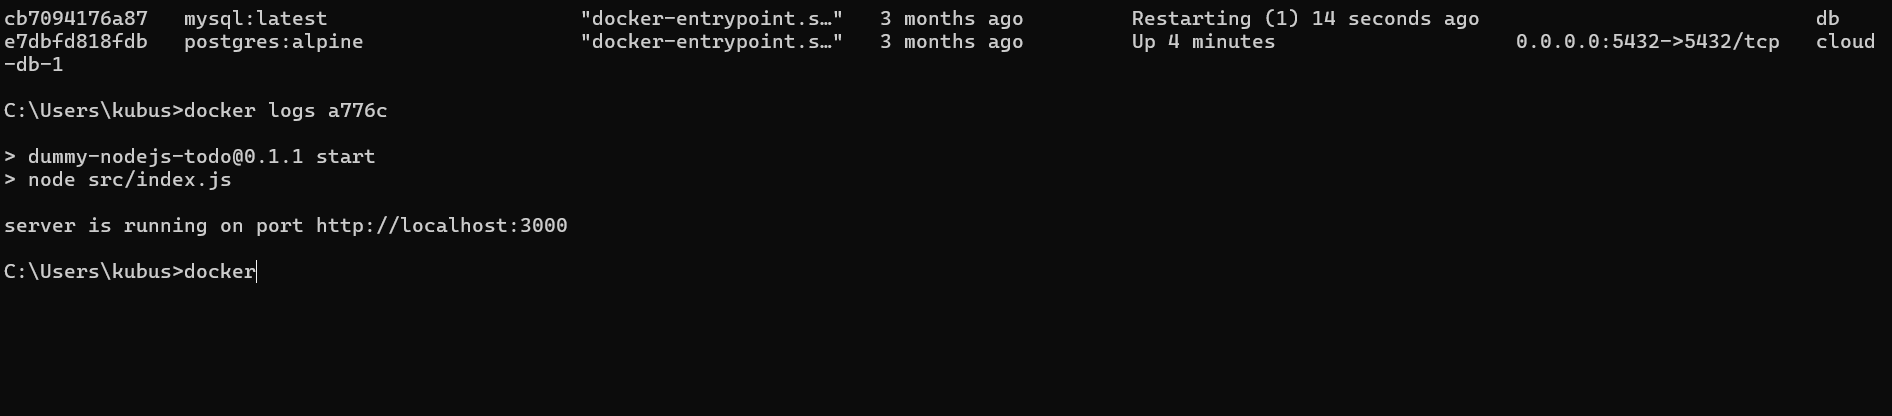 cb7094176a87   mysql:latest                     "docker-entrypoint.s…"   3 months ago         Restarting (1) 14 seconds ago                            db
e7dbfd818fdb   postgres:alpine                  "docker-entrypoint.s…"   3 months ago         Up 4 minutes                    0.0.0.0:5432->5432/tcp   cloud
-db-1
C:\Users\kubus>docker logs a776c
> dummy-nodejs-todo@0.1.1 start
> node src/index.js
server is running on port http://localhost:3000
C:\Users\kubus>docker